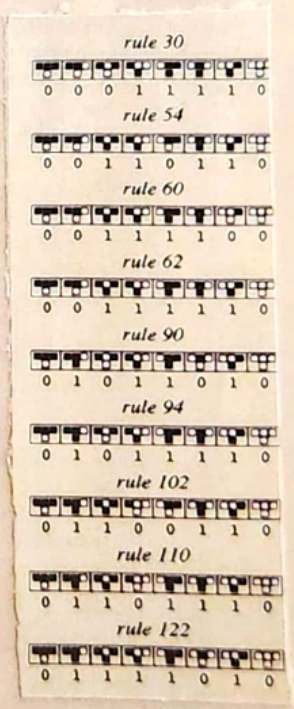 rule 30
0 0 0 1 1 1 1 0
rule 54
0 0 1 1 0 1 1 0
rule 60
0 0 1 1 1 1 0 0
rule 62
0 0 1 1 1 1 1 0
rule 90
0 1 0 1 1 0 1 0
rule 94
0 1 0 1 1 1 1 0
rule 102
0 1 1 0 0 1 1 0
rule 110
0 1 1 0 1 1 1 0
rule 122
0 1 1 1 1 0 1 0